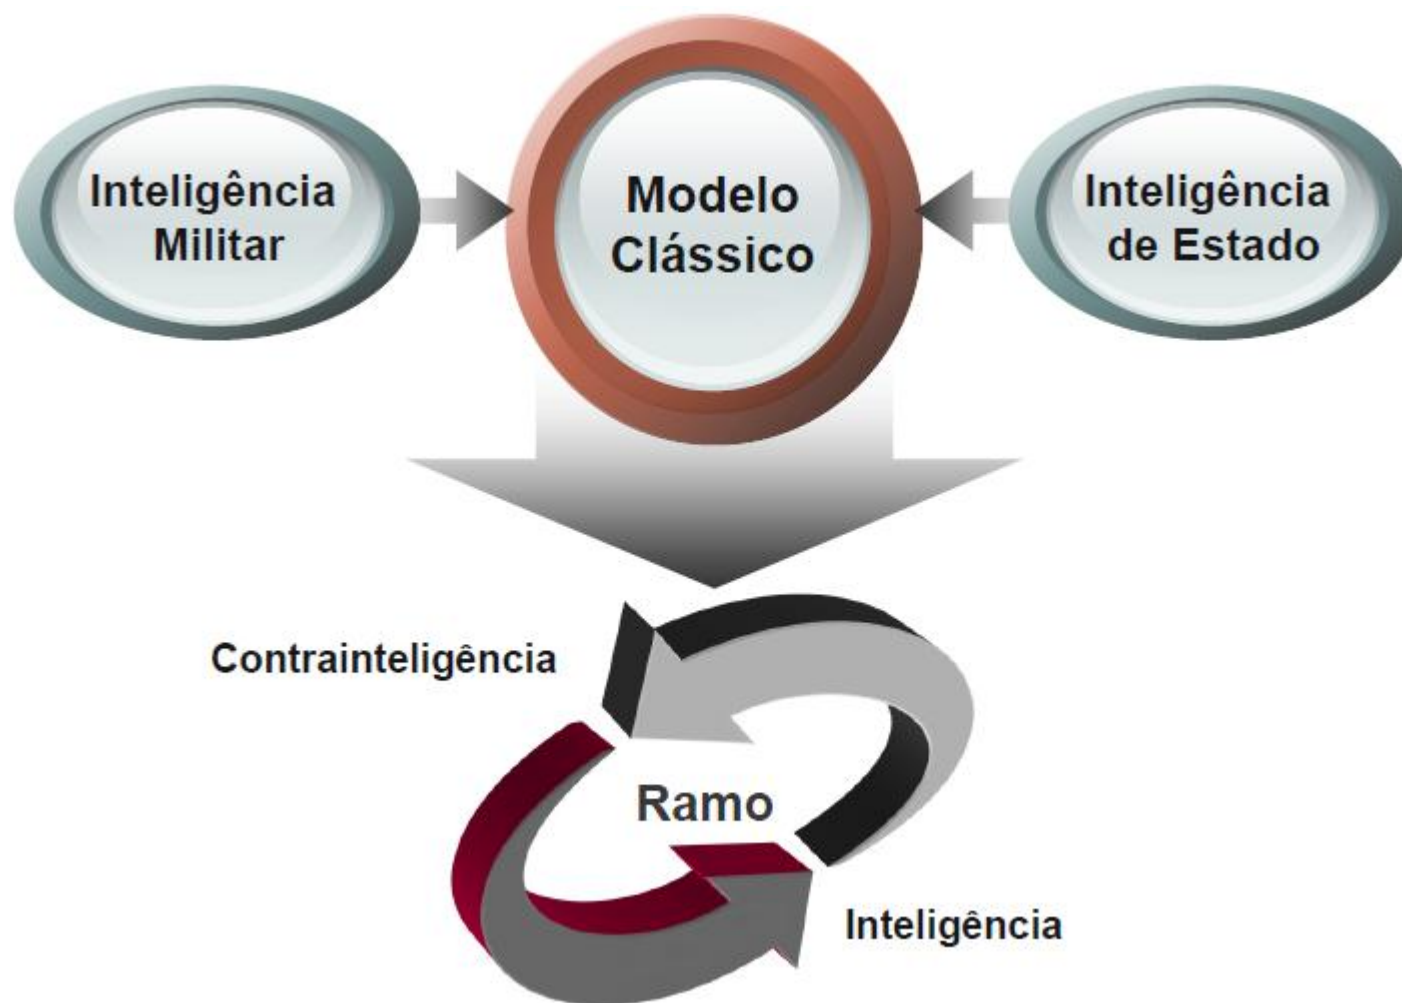 Inteligência
Militar
Modelo
Clássico
Inteligência
de Estado
Contrainteligência
Ramo
Inteligência